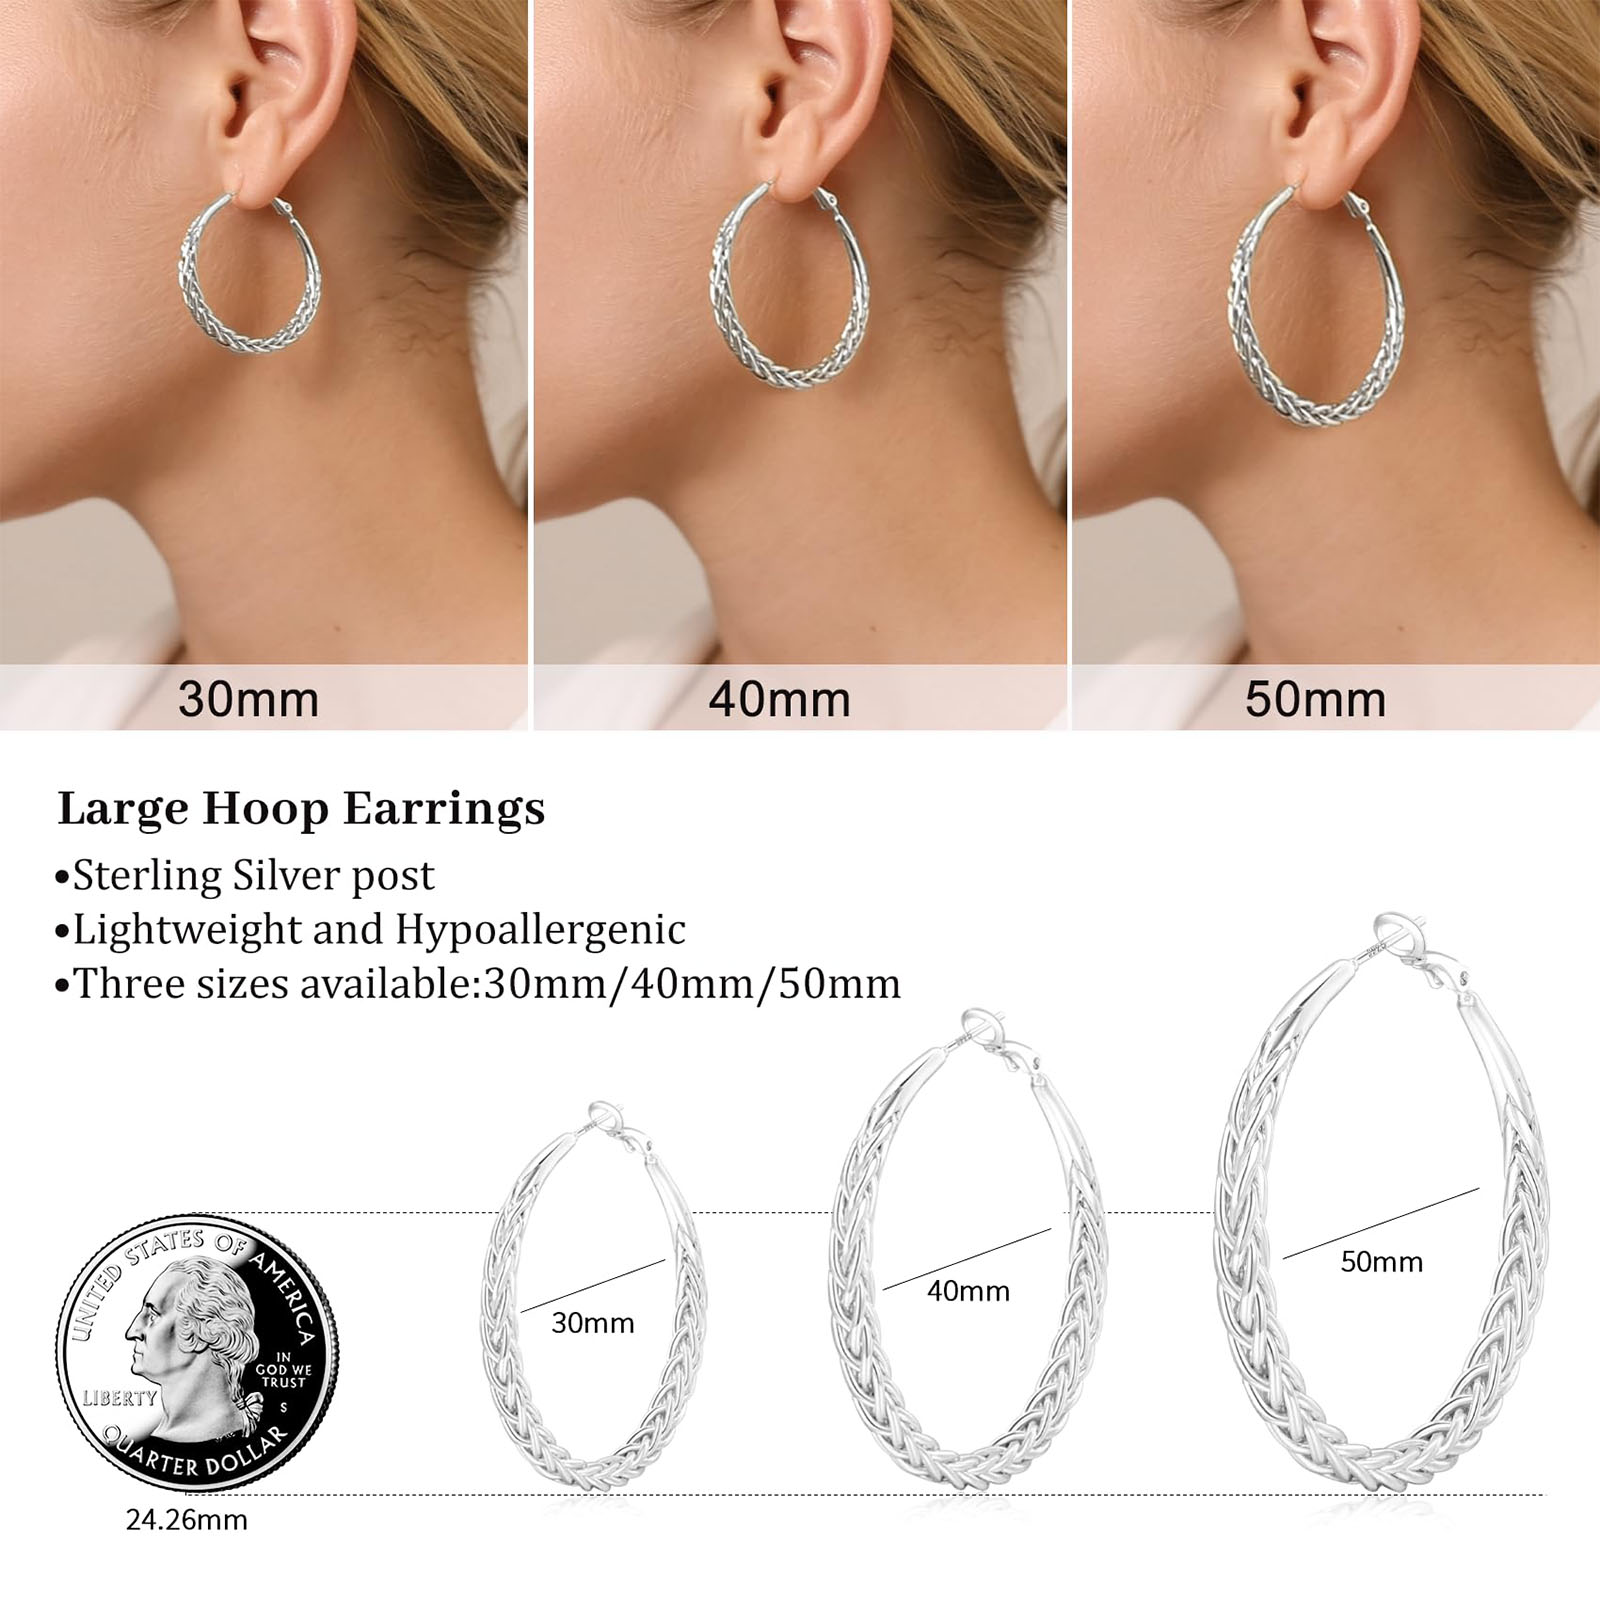 30mm
40mm
50mm
Large Hoop Earrings
•Sterling Silver post
•Lightweight and Hypoallergenic
•Three sizes available:30mm/40mm/50mm
30mm
40mm
50mm
UNITED STATES OF AMERICA
IN
GOD WE
TRUST
LIBERTY
S
QUARTER DOLLAR
24.26mm